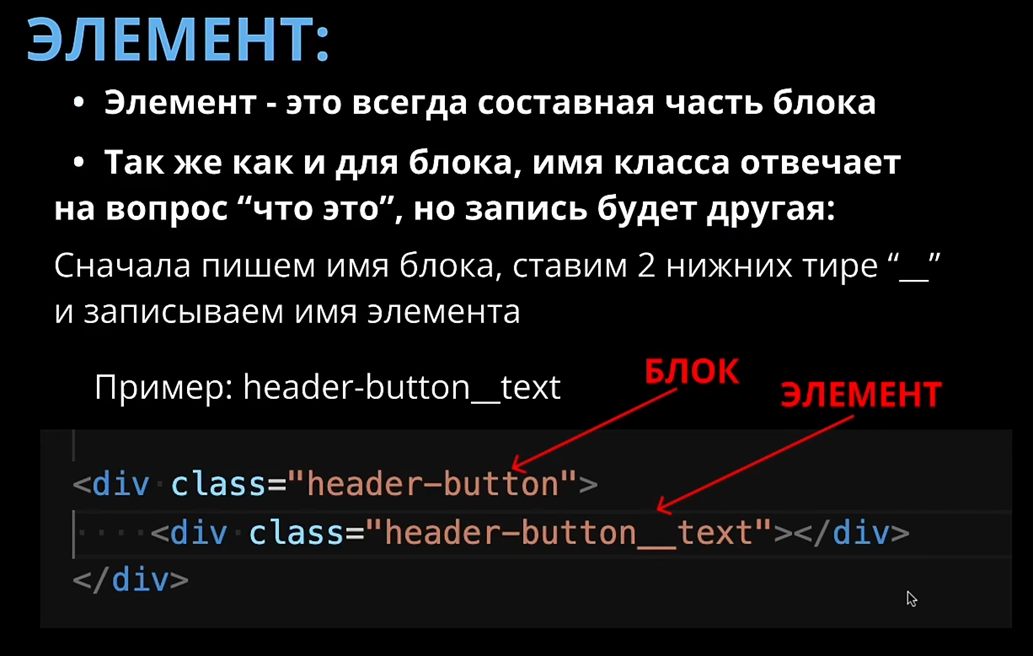 ЭЛЕМЕНТ:
• Элемент - это всегда составная часть блока
• Так же как и для блока, имя класса отвечает
на вопрос “что это”, но запись будет другая:
Сначала пишем имя блока, ставим 2 нижних тире “__”
и записываем имя элемента
Пример: header-button__text
БЛОК
ЭЛЕМЕНТ
<div class="header-button">
    <div class="header-button__text"></div>
</div>